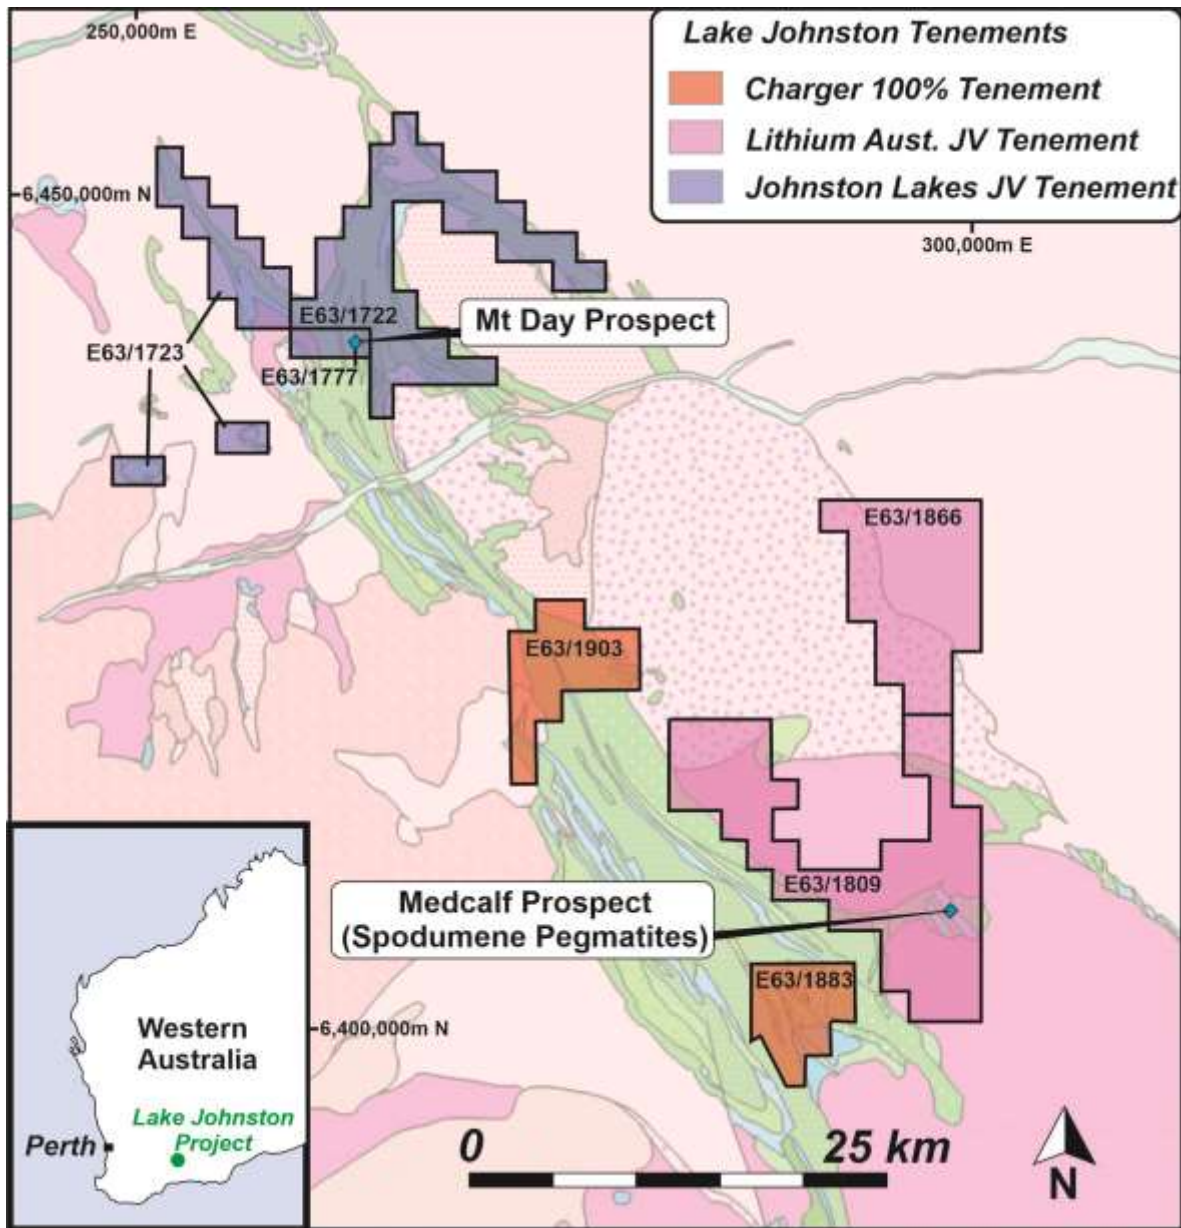 250,000m E
Lake Johnston Tenements
Charger 100% Tenement
Lithium Aust. JV Tenement
Johnston Lakes JV Tenement
6,450,000m N
300,000m E
E63/1722
Mt Day Prospect
E63/1723
E63/1777
E63/1866
E63/1903
E63/1809
Medcalf Prospect
(Spodumene Pegmatites)
E63/1883
6,400,000m N
Western
Australia
Lake Johnston
Project
Perth
0
25 km
N